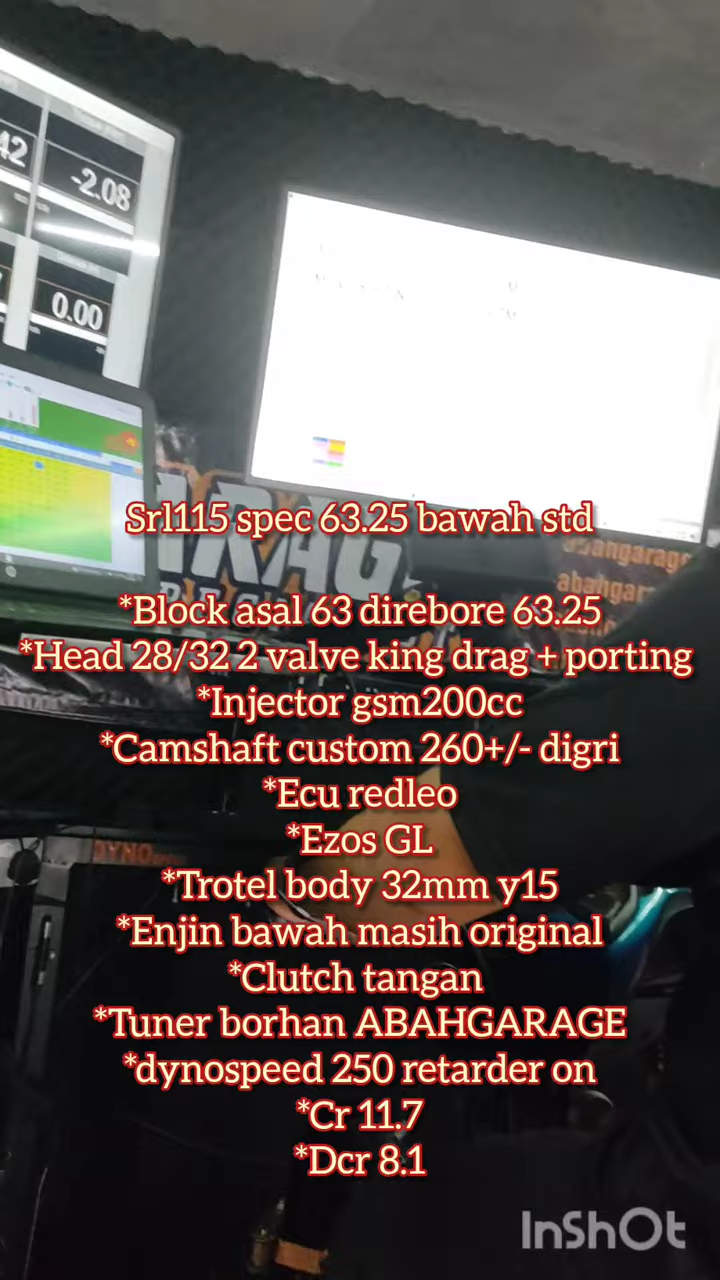 -2.08
0.00
Srl115 spec 63.25 bawah std
*Block asal 63 direbore 63.25
*Head 28/32 2 valve king drag + porting
*Injector gsm200cc
*Camshaft custom 260+/- digri
*Ecu redleo
*Ezos GL
*Trotel body 32mm y15
*Enjin bawah masih original
*Clutch tangan
*Tuner borhan ABAHGARAGE
*dynospeed 250 retarder on
*Cr 11.7
*Dcr 8.1
InShOt